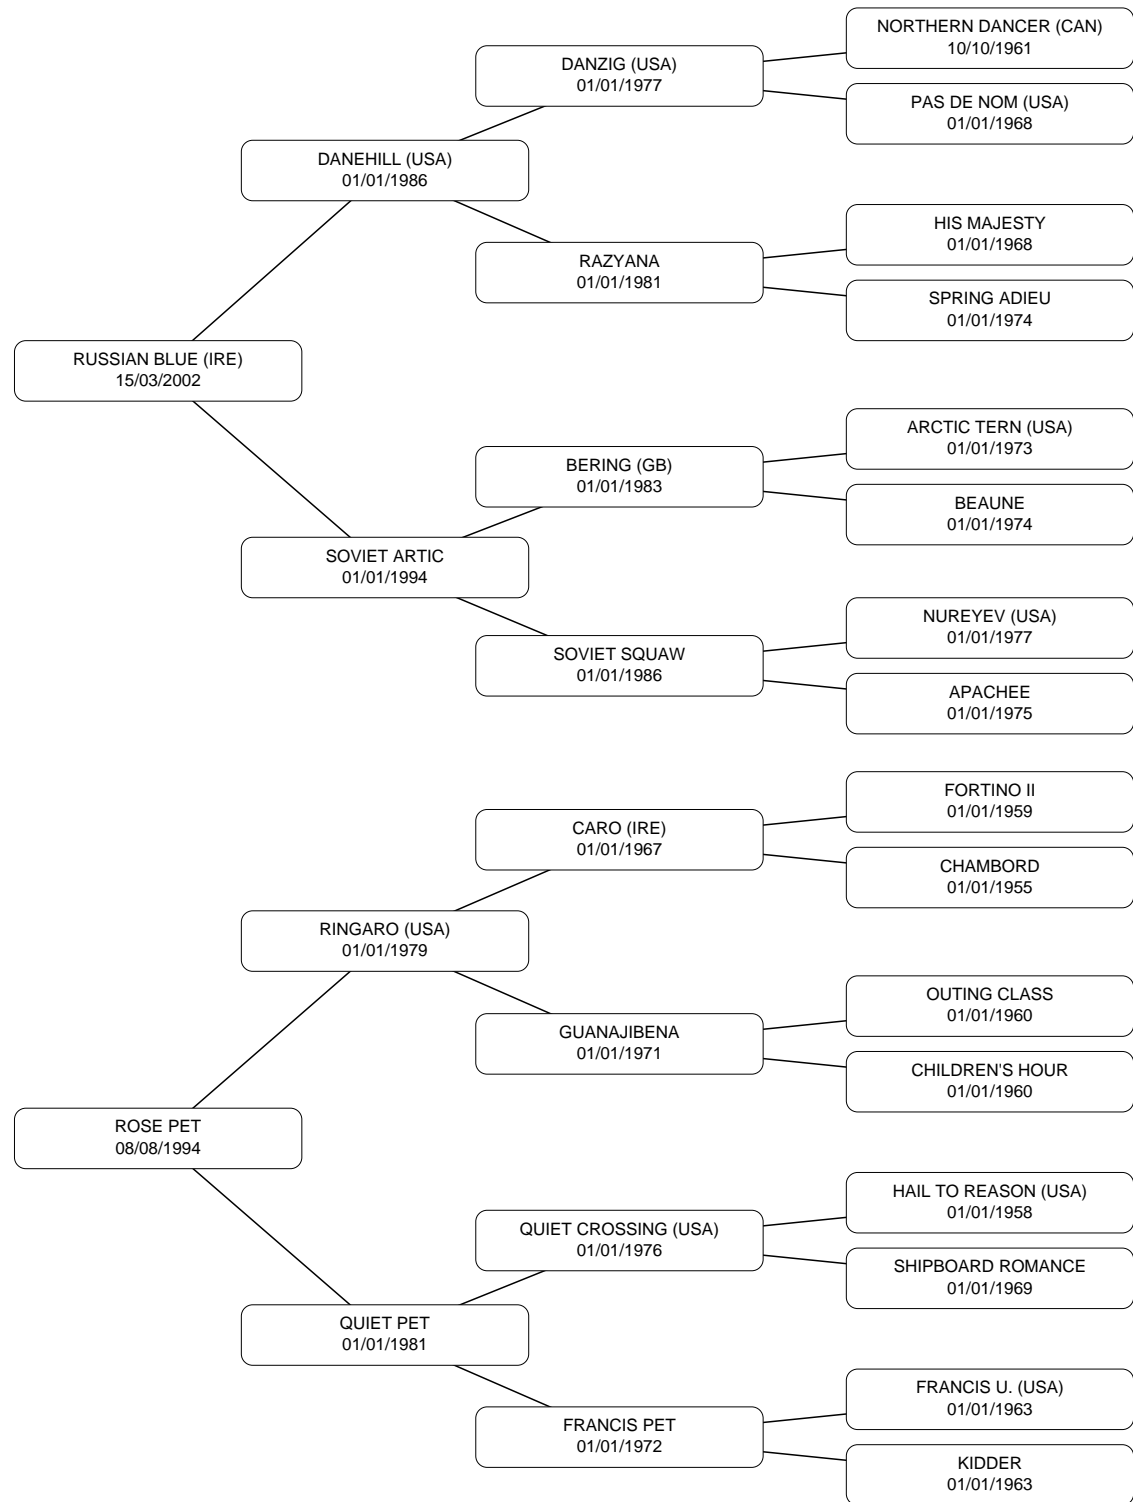 NORTHERN DANCER (CAN)
10/10/1961
DANZIG (USA)
01/01/1977
PAS DE NOM (USA)
01/01/1968
DANEHILL (USA)
01/01/1986
HIS MAJESTY
01/01/1968
RAZYANA
01/01/1981
SPRING ADIEU
01/01/1974
RUSSIAN BLUE (IRE)
15/03/2002
ARCTIC TERN (USA)
01/01/1973
BERING (GB)
01/01/1983
BEAUNE
01/01/1974
SOVIET ARTIC
01/01/1994
NUREYEV (USA)
01/01/1977
SOVIET SQUAW
01/01/1986
APACHEE
01/01/1975
FORTINO II
01/01/1959
CARO (IRE)
01/01/1967
CHAMBORD
01/01/1955
RINGARO (USA)
01/01/1979
OUTING CLASS
01/01/1960
GUANAJIBENA
01/01/1971
CHILDREN'S HOUR
01/01/1960
ROSE PET
08/08/1994
HAIL TO REASON (USA)
01/01/1958
QUIET CROSSING (USA)
01/01/1976
SHIPBOARD ROMANCE
01/01/1969
QUIET PET
01/01/1981
FRANCIS U. (USA)
01/01/1963
FRANCIS PET
01/01/1972
KIDDER
01/01/1963